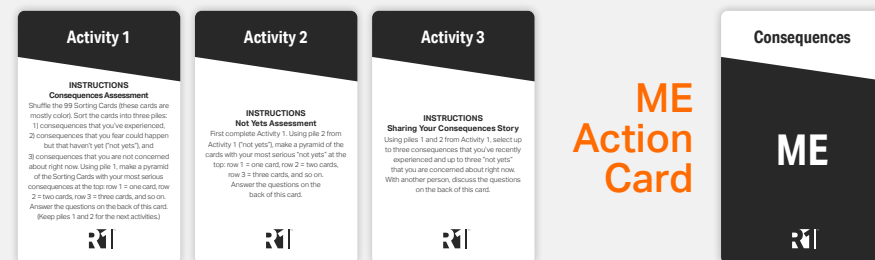 Activity 1
INSTRUCTIONS
Consequences Assessment
Shuffle the 99 Sorting Cards (these cards are
mostly color). Sort the cards into three piles:
1) consequences that you've experienced,
2) consequences that you fear could happen
but that haven't yet ("not yets"), and
3) consequences that you are not concerned
about right now. Using pile 1, make a pyramid
of the Sorting Cards with your most serious
consequences at the top: row 1 = one card, row
2 = two cards, row 3 = three cards, and so on.
Answer the questions on the back of this card.
(Keep piles 1 and 2 for the next activities.)
R1
Activity 2
INSTRUCTIONS
Not Yets Assessment
First complete Activity 1. Using pile 2 from
Activity 1 ("not yets"), make a pyramid of the
cards with your most serious "not yets" at the
top: row 1 = one card, row 2 = two cards,
row 3 = three cards, and so on.
Answer the questions on the
back of this card.
R1
Activity 3
INSTRUCTIONS
Sharing Your Consequences Story
Using piles 1 and 2 from Activity 1, select up
to three consequences that you've recently
experienced and up to three "not yets"
that you are concerned about right now.
With another person, discuss the questions
on the back of this card.
R1
ME
Action
Card
Consequences
ME
R1